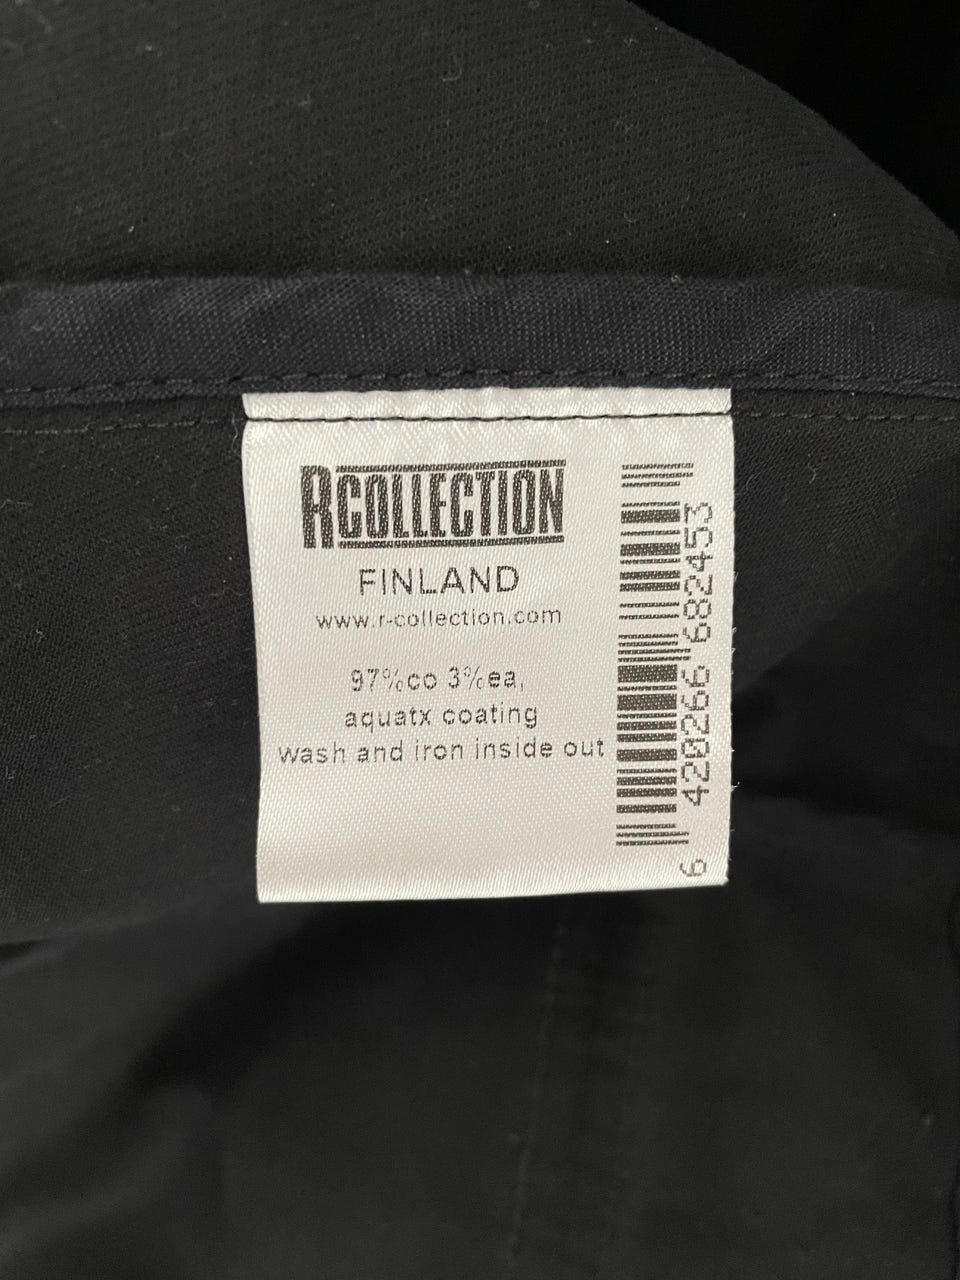 RCOLLECTION
FINLAND
www.r-collection.com
97%co 3%ea,
aquatx coating
wash and iron inside out
6 420266 682453